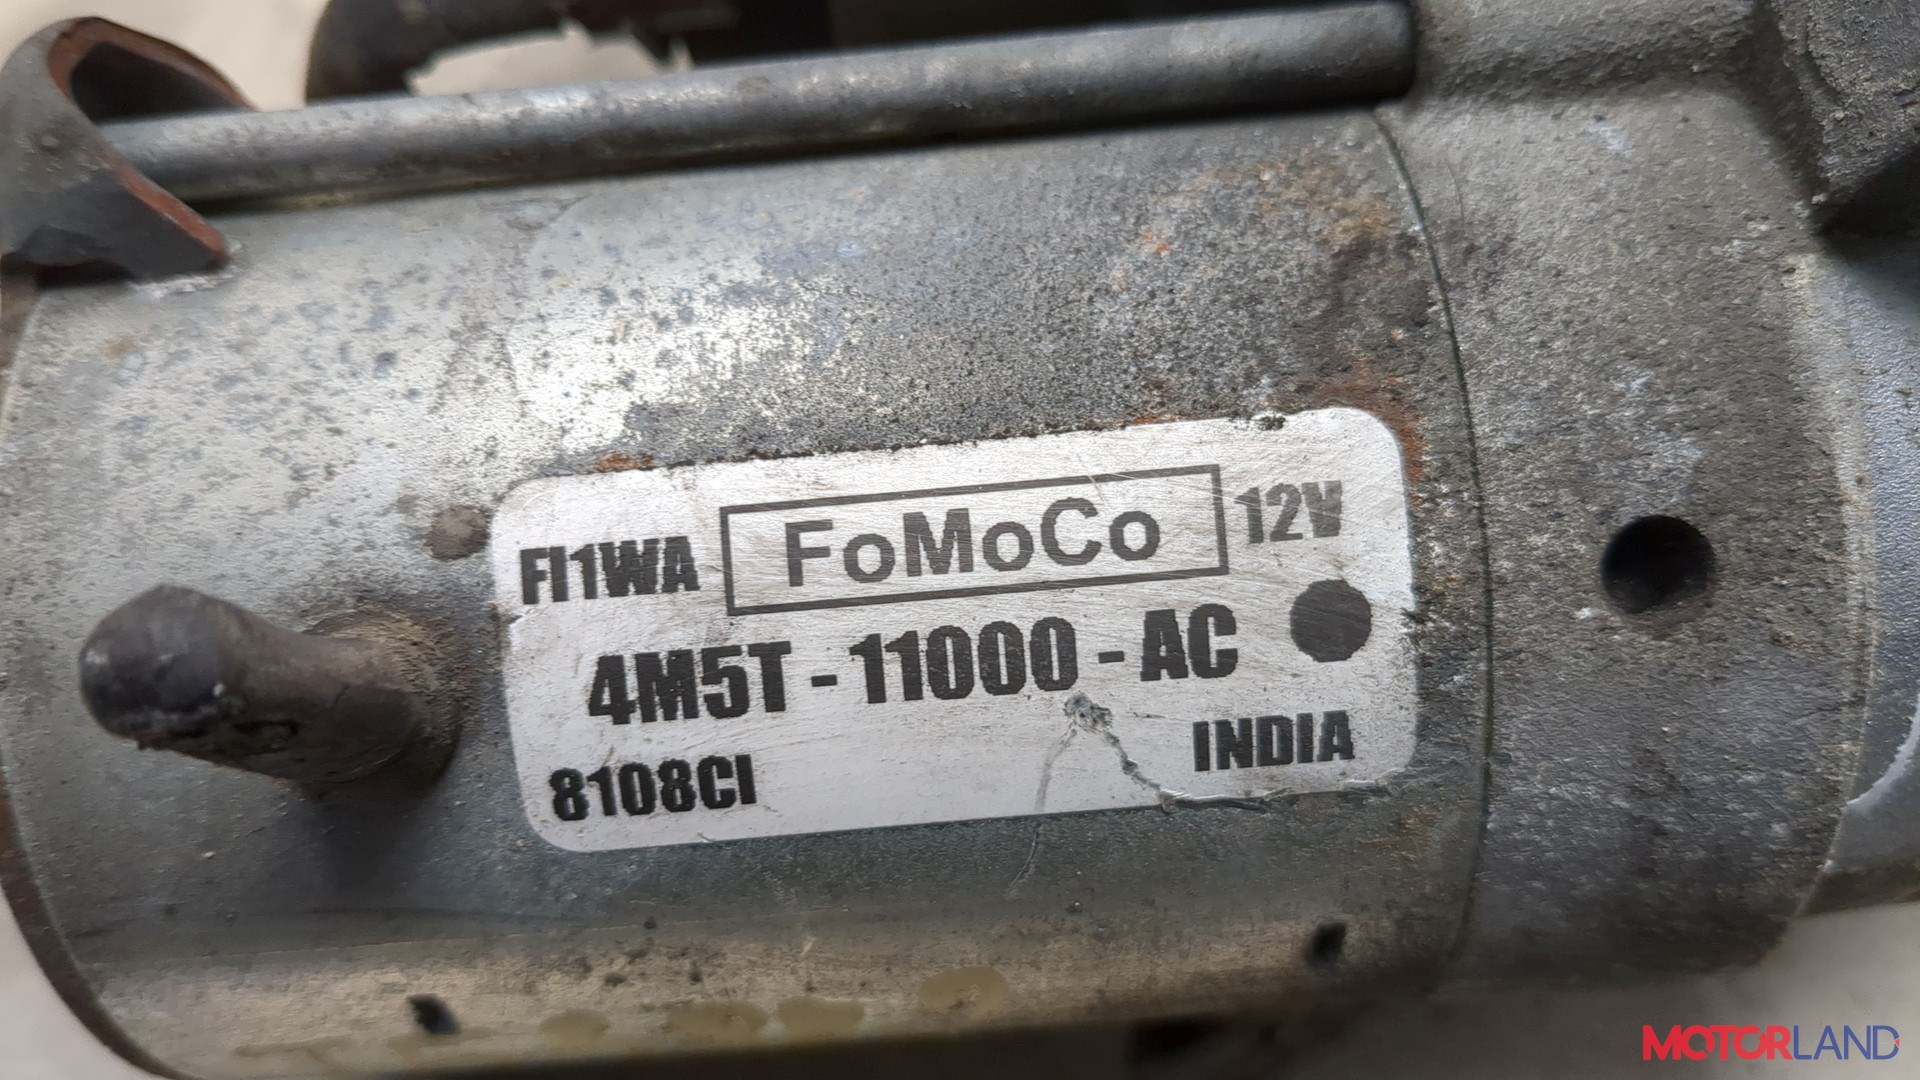 FI1WA FoMoCo 12V
4M5T - 11000 - AC
8108CI INDIA
MOTORLAND